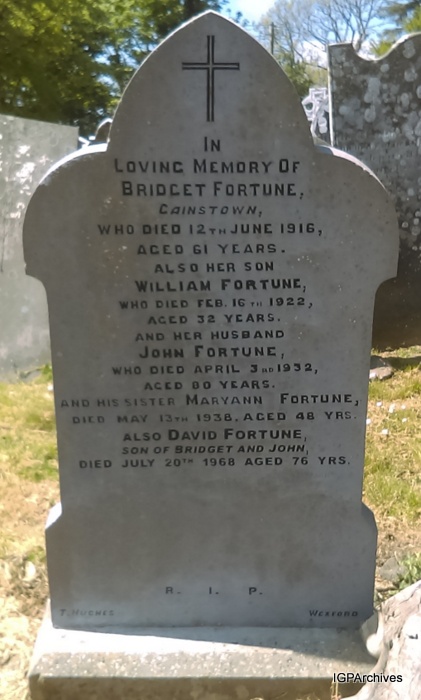 IN
LOVING MEMORY OF
BRIDGET FORTUNE,
GAINSTOWN,
WHO DIED 12TH JUNE 1916,
AGED 61 YEARS.
ALSO HER SON
WILLIAM FORTUNE,
WHO DIED FEB. 16TH 1922,
AGED 32 YEARS.
AND HER HUSBAND
JOHN FORTUNE,
WHO DIED APRIL 3RD 1932,
AGED 80 YEARS.
AND HIS SISTER MARYANN FORTUNE,
DIED MAY 13TH 1938. AGED 48 YRS.
ALSO DAVID FORTUNE,
SON OF BRIDGET AND JOHN,
DIED JULY 20TH 1968 AGED 76 YRS.
R. I. P.
T. HUGHES WEXFORD
IGPArchives